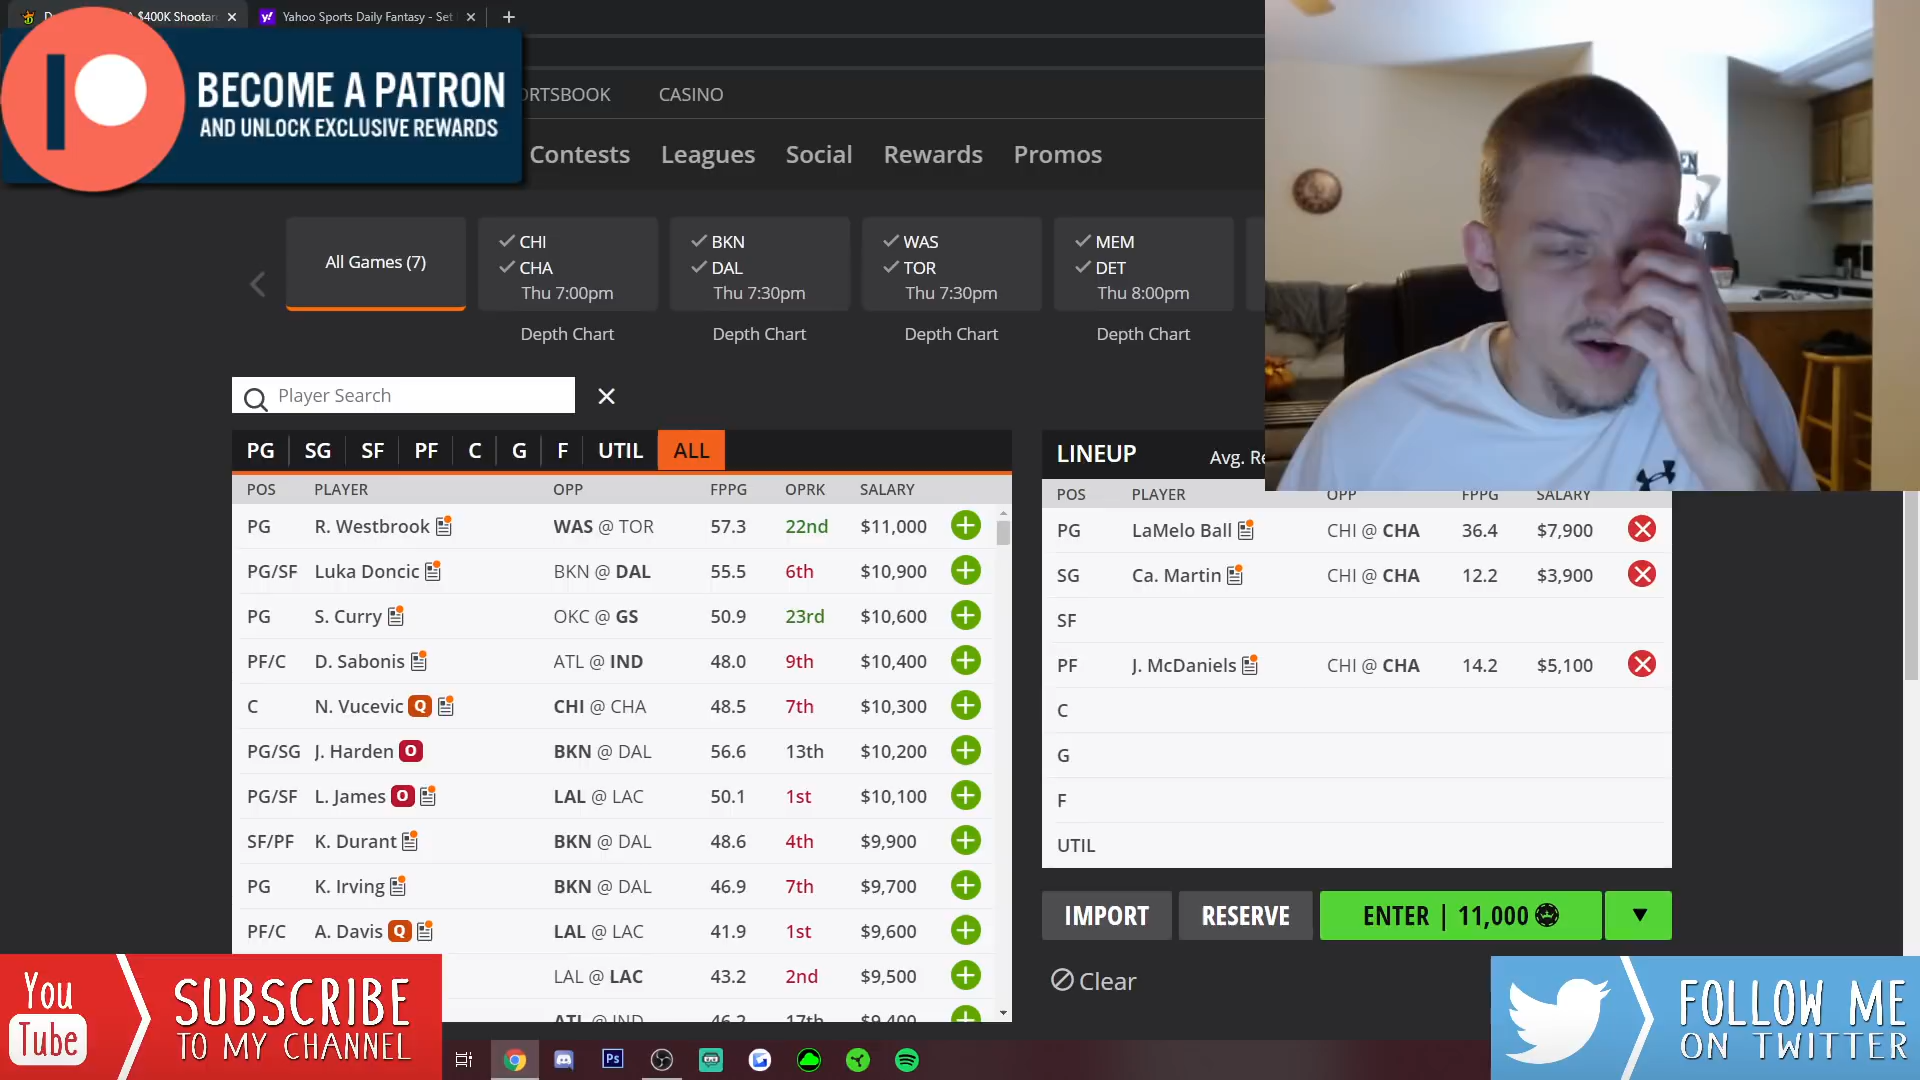 $400K Shootar
Yahoo Sports Daily Fantasy - Set
BECOME A PATRON
AND UNLOCK EXCLUSIVE REWARDS
ORTSBOOK CASINO
Contests Leagues Social Rewards Promos
All Games (7)
CHI
CHA
Thu 7:00pm
Depth Chart
BKN
DAL
Thu 7:30pm
Depth Chart
WAS
TOR
Thu 7:30pm
Depth Chart
MEM
DET
Thu 8:00pm
Depth Chart
Player Search
PG SG SF PF C G F UTIL ALL
POS PLAYER OPP FPPG OPRK SALARY
PG R. Westbrook WAS @ TOR 57.3 22nd $11,000
PG/SF Luka Doncic BKN @ DAL 55.5 6th $10,900
PG S. Curry OKC @ GS 50.9 23rd $10,600
PF/C D. Sabonis ATL @ IND 48.0 9th $10,400
C N. Vucevic Q CHI @ CHA 48.5 7th $10,300
PG/SG J. Harden O BKN @ DAL 56.6 13th $10,200
PG/SF L. James O LAL @ LAC 50.1 1st $10,100
SF/PF K. Durant BKN @ DAL 48.6 4th $9,900
PG K. Irving BKN @ DAL 46.9 7th $9,700
PF/C A. Davis Q LAL @ LAC 41.9 1st $9,600
LAL @ LAC 43.2 2nd $9,500
ATL @ IND 46.2 17th $9,400
LINEUP Avg. Re
POS PLAYER OPP FPPG SALARY
PG LaMelo Ball CHI @ CHA 36.4 $7,900
SG Ca. Martin CHI @ CHA 12.2 $3,900
SF
PF J. McDaniels CHI @ CHA 14.2 $5,100
C
G
F
UTIL
IMPORT RESERVE ENTER | 11,000
Clear
You
Tube
SUBSCRIBE
TO MY CHANNEL
Ps
FOLLOW ME
ON TWITTER